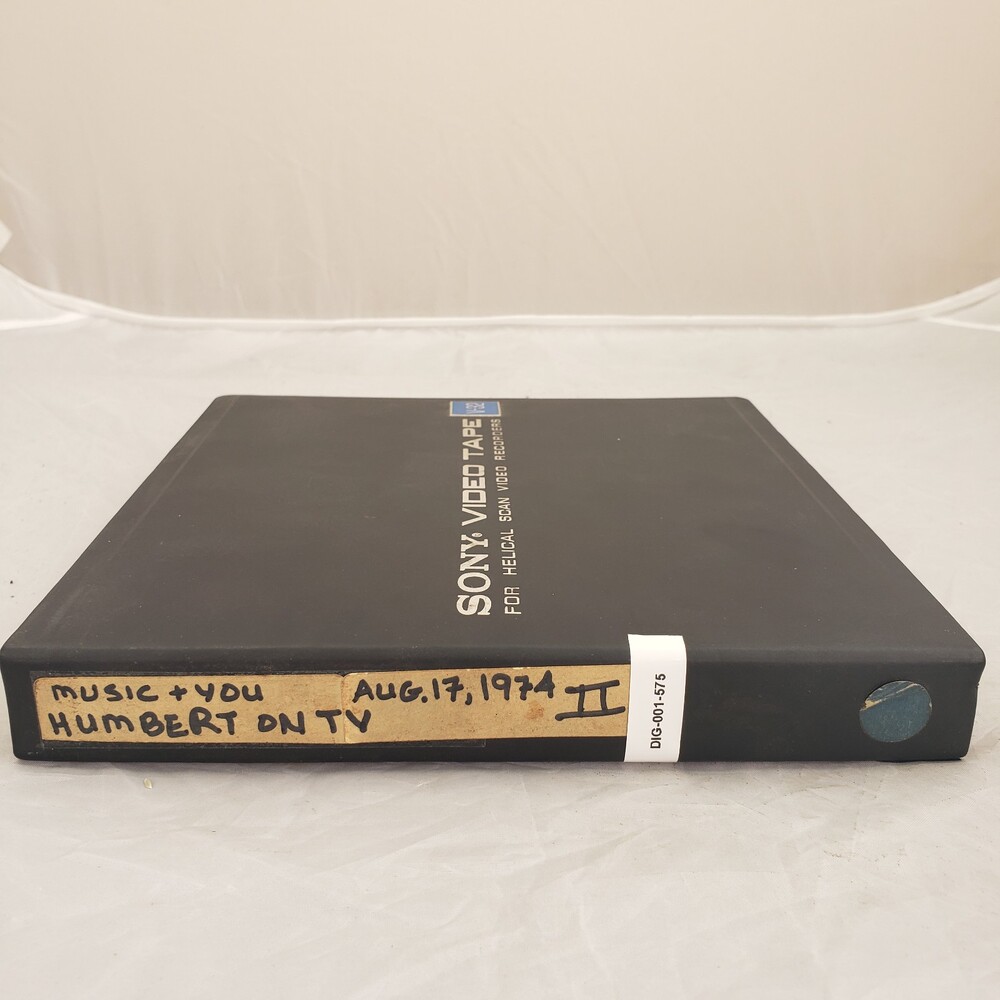 SONY® VIDEO TAPE V-62
FOR HELICAL SCAN VIDEO RECORDERS
MUSIC + YOU AUG. 17, 1974 II
HUMBERT ON TV
DIG-001-575